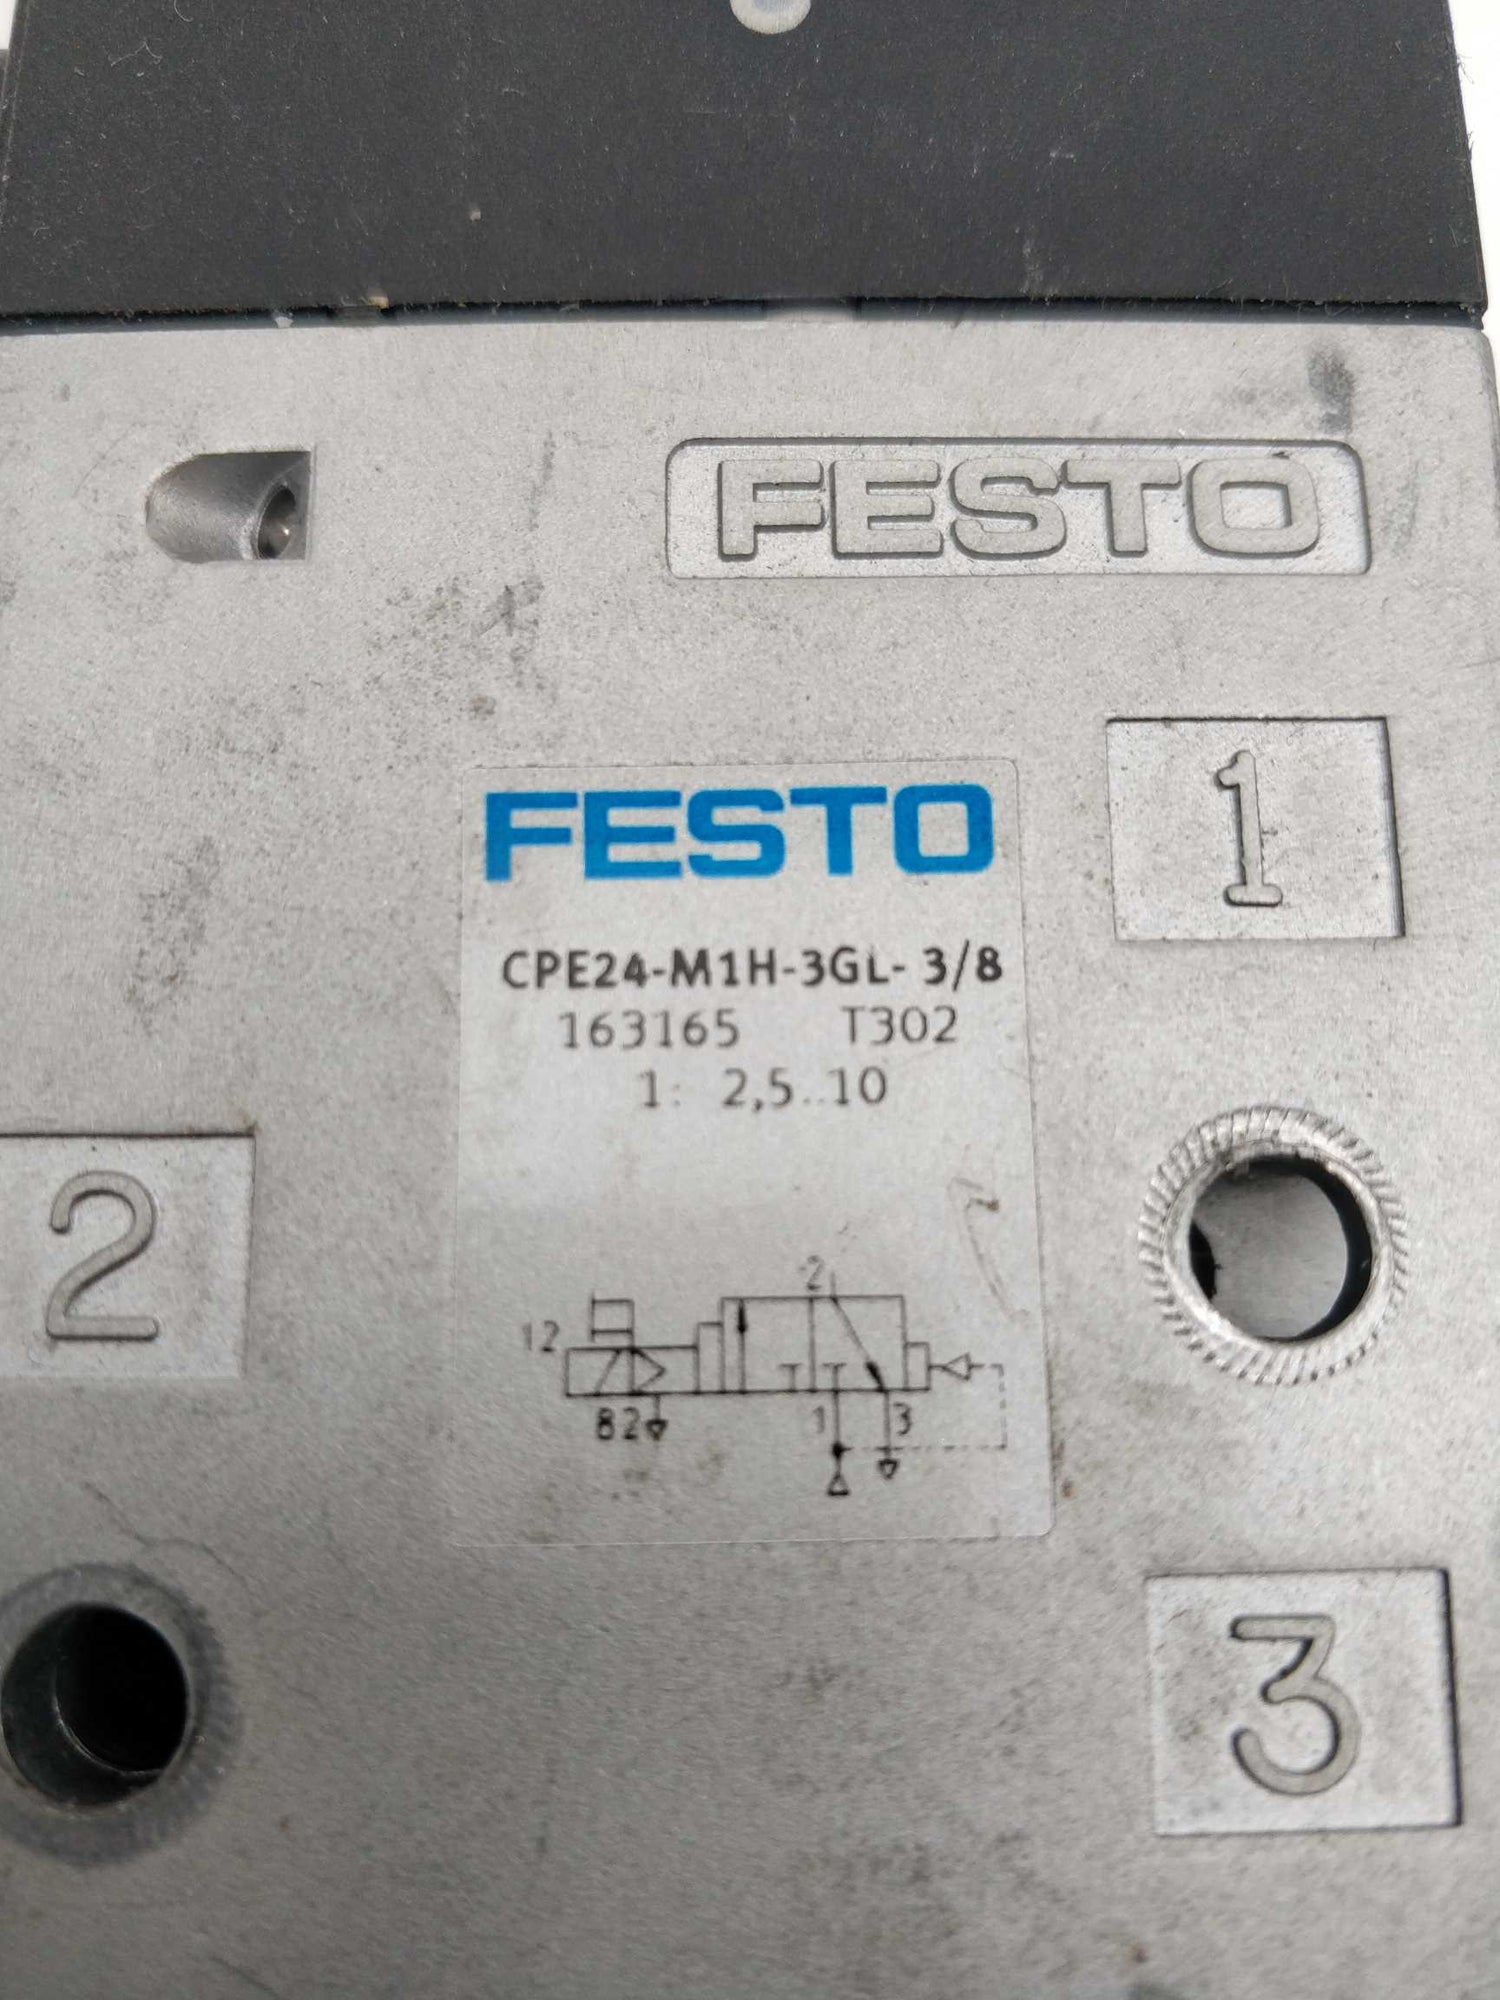 FESTO
1
FESTO
CPE24-M1H-3GL- 3/8
163165 T302
1: 2,5..10
2
2
12
82 1 3
3